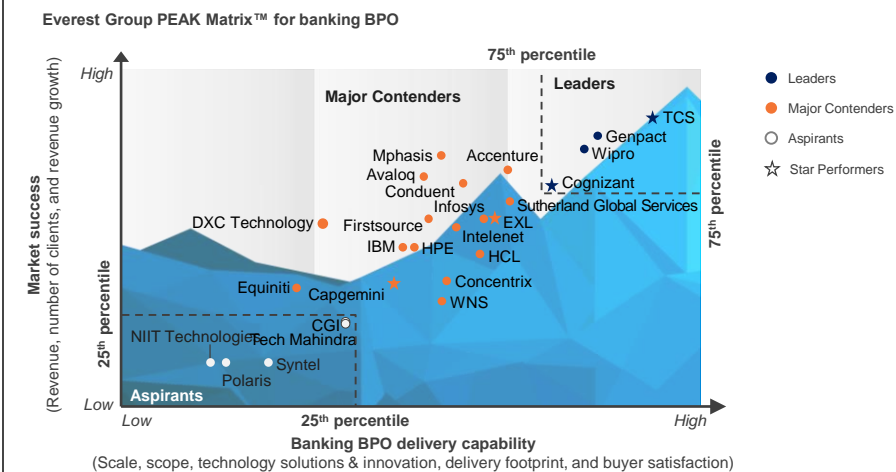 Everest Group PEAK Matrix™ for banking BPO
75th percentile
High
Major Contenders
Leaders
Leaders
Major Contenders
Aspirants
Star Performers
TCS
Genpact
Wipro
Cognizant
Mphasis
Accenture
Avaloq
Conduent
Infosys
Sutherland Global Services
DXC Technology
Firstsource
EXL
Intelenet
IBM
HPE
HCL
Equiniti
Capgemini
Concentrix
WNS
CGI
NIIT Technologies
Tech Mahindra
Syntel
Polaris
Aspirants
Market success
(Revenue, number of clients, and revenue growth)
25th percentile
75th percentile
Low
Low
25th percentile
High
Banking BPO delivery capability
(Scale, scope, technology solutions & innovation, delivery footprint, and buyer satisfaction)